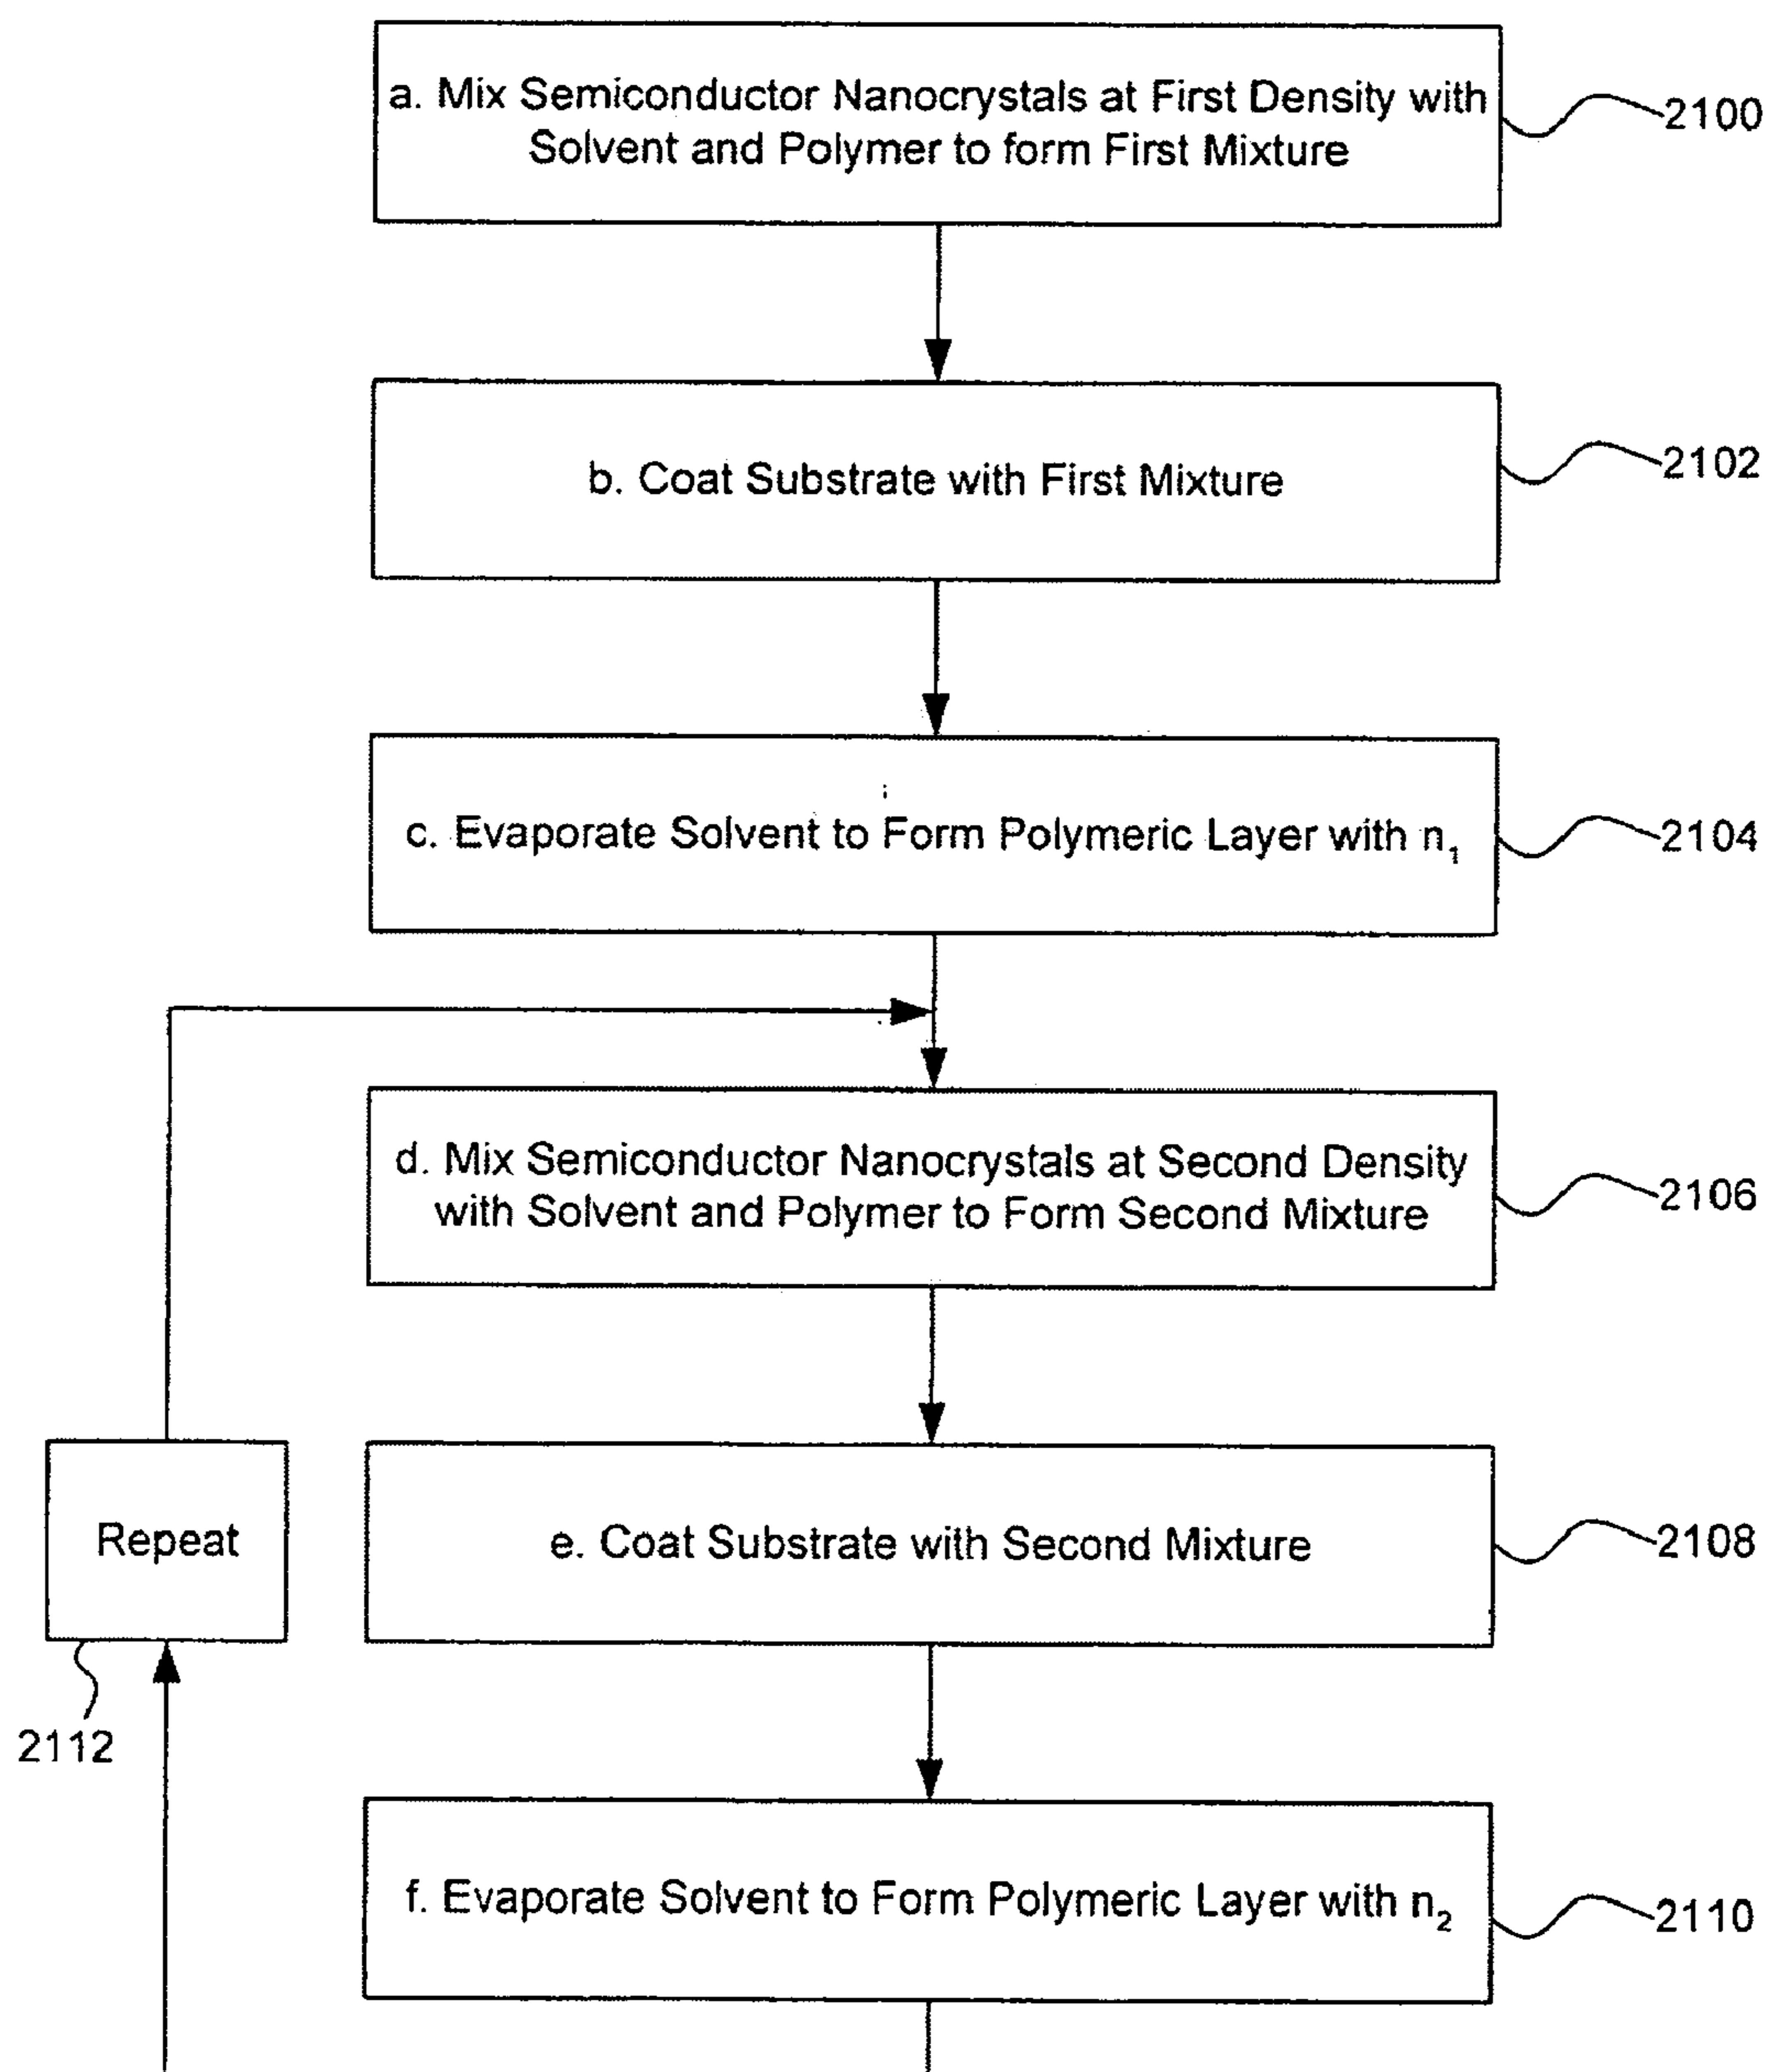 a. Mix Semiconductor Nanocrystals at First Density with
Solvent and Polymer to form First Mixture
2100
b. Coat Substrate with First Mixture
2102
c. Evaporate Solvent to Form Polymeric Layer with n₁
2104
d. Mix Semiconductor Nanocrystals at Second Density
with Solvent and Polymer to Form Second Mixture
2106
Repeat
2112
e. Coat Substrate with Second Mixture
2108
f. Evaporate Solvent to Form Polymeric Layer with n₂
2110